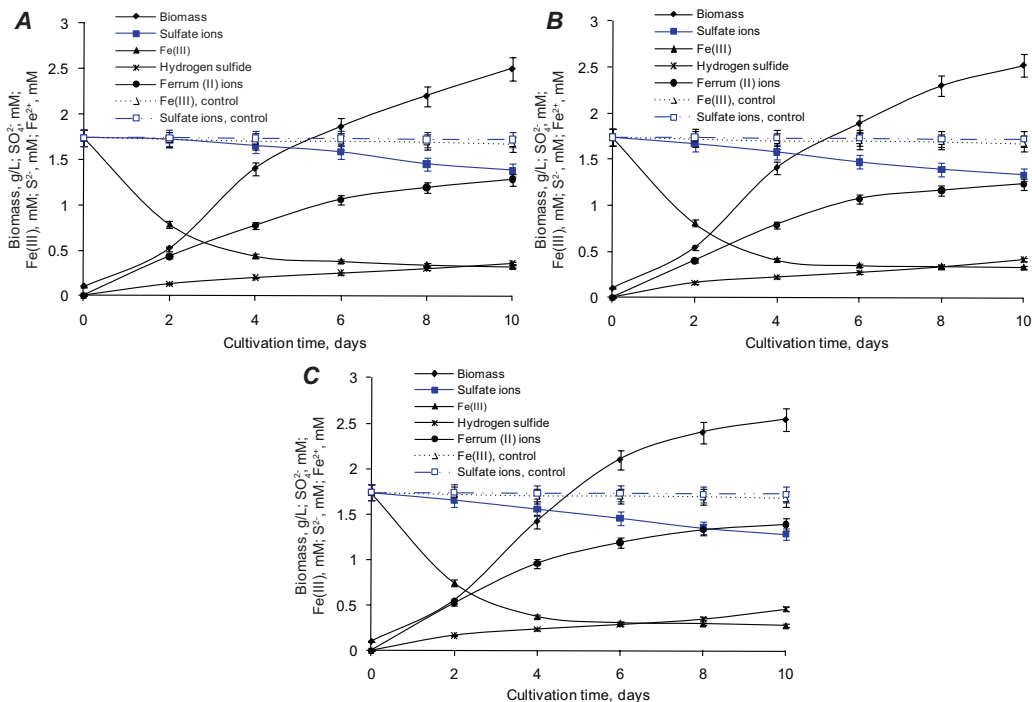 A
Biomass
Sulfate ions
Fe(III)
Hydrogen sulfide
Ferrum (II) ions
Fe(III), control
Sulfate ions, control
Biomass, g/L; SO₄²⁻, mM;
Fe(III), mM; S²⁻, mM; Fe²⁺, mM
3
2.5
2
1.5
1
0.5
0
0 2 4 6 8 10
Cultivation time, days
B
Biomass
Sulfate ions
Fe(III)
Hydrogen sulfide
Ferrum (II) ions
Fe(III), control
Sulfate ions, control
Biomass, g/L; SO₄²⁻, mM;
Fe(III), mM; S²⁻, mM; Fe²⁺, mM
3
2.5
2
1.5
1
0.5
0
0 2 4 6 8 10
Cultivation time, days
C
Biomass
Sulfate ions
Fe(III)
Hydrogen sulfide
Ferrum (II) ions
Fe(III), control
Sulfate ions, control
Biomass, g/L; SO₄²⁻, mM;
Fe(III), mM; S²⁻, mM; Fe²⁺, mM
3
2.5
2
1.5
1
0.5
0
0 2 4 6 8 10
Cultivation time, days